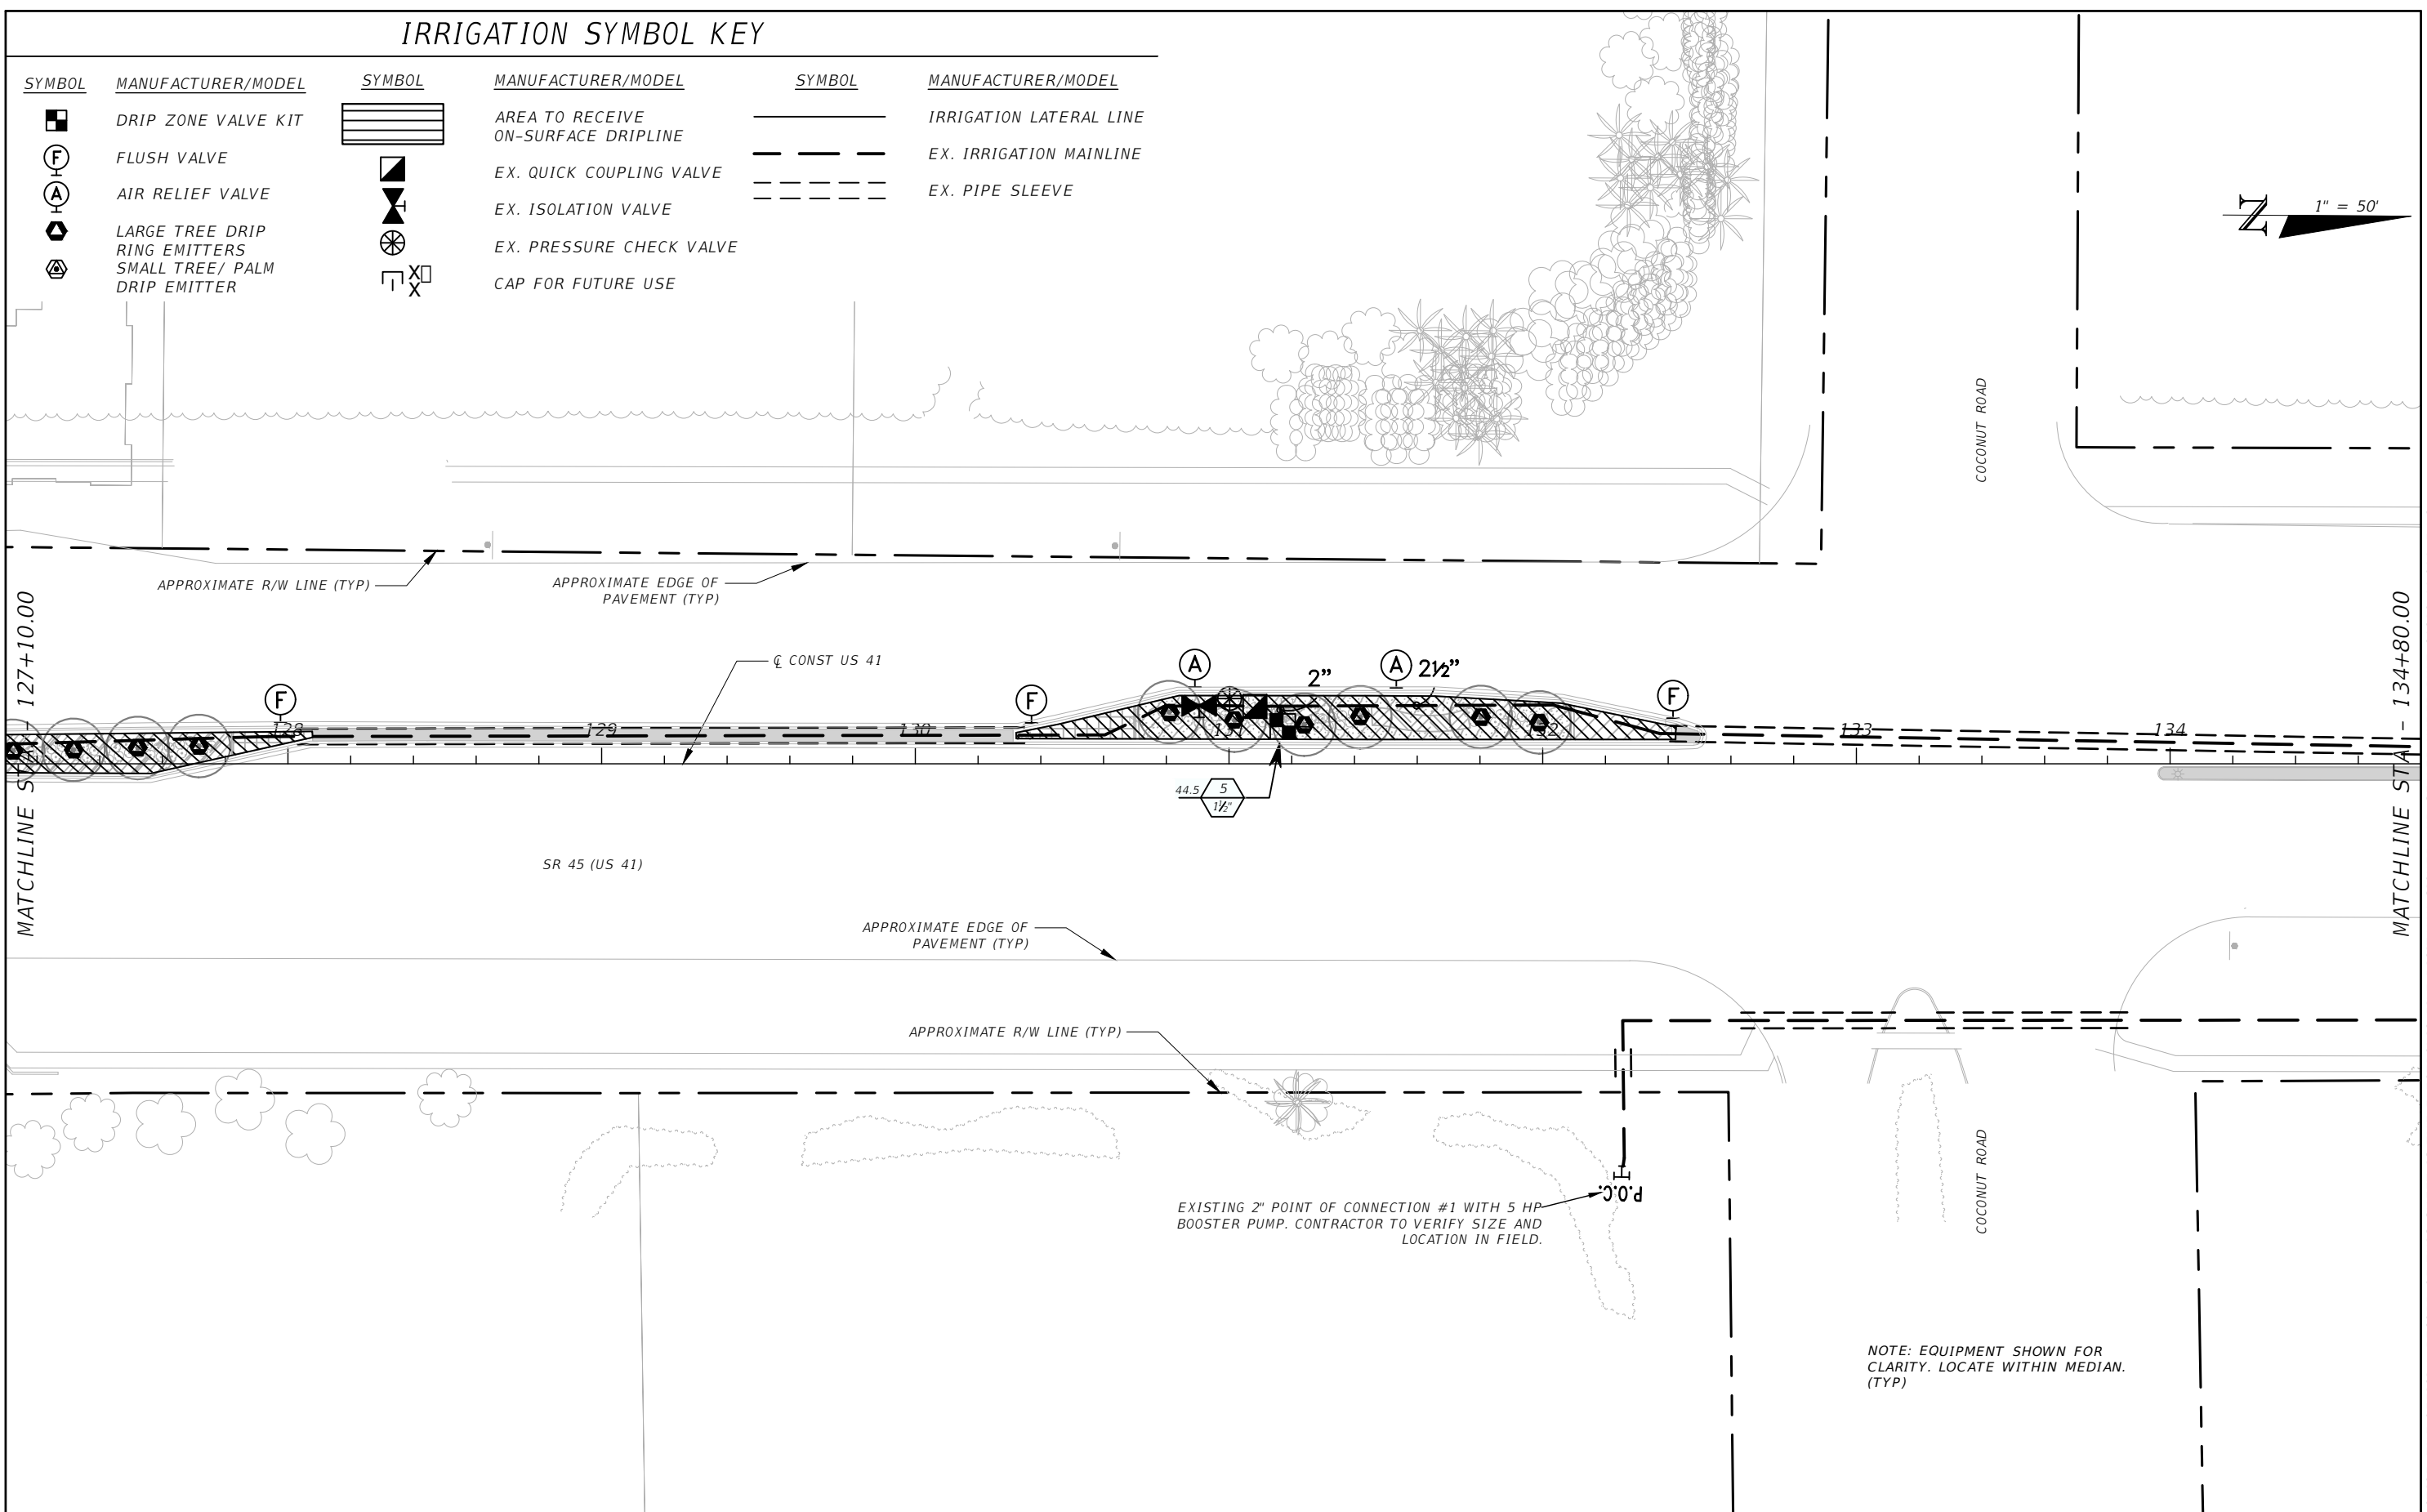 IRRIGATION SYMBOL KEY
SYMBOL
MANUFACTURER/MODEL
DRIP ZONE VALVE KIT
F
FLUSH VALVE
A
AIR RELIEF VALVE
LARGE TREE DRIP
RING EMITTERS
SMALL TREE/ PALM
DRIP EMITTER
SYMBOL
MANUFACTURER/MODEL
AREA TO RECEIVE
ON-SURFACE DRIPLINE
EX. QUICK COUPLING VALVE
EX. ISOLATION VALVE
EX. PRESSURE CHECK VALVE
X
X
CAP FOR FUTURE USE
SYMBOL
MANUFACTURER/MODEL
IRRIGATION LATERAL LINE
EX. IRRIGATION MAINLINE
EX. PIPE SLEEVE
N
1" = 50'
COCONUT ROAD
APPROXIMATE R/W LINE (TYP)
APPROXIMATE EDGE OF
PAVEMENT (TYP)
MATCHLINE STA - 127+10.00
MATCHLINE STA - 134+80.00
℄ CONST US 41
F
F
A
2”
A
2½”
F
128
129
130
131
132
133
134
44.5
5
1½"
SR 45 (US 41)
APPROXIMATE EDGE OF
PAVEMENT (TYP)
APPROXIMATE R/W LINE (TYP)
P.O.C.
EXISTING 2" POINT OF CONNECTION #1 WITH 5 HP
BOOSTER PUMP. CONTRACTOR TO VERIFY SIZE AND
LOCATION IN FIELD.
COCONUT ROAD
NOTE: EQUIPMENT SHOWN FOR
CLARITY. LOCATE WITHIN MEDIAN.
(TYP)